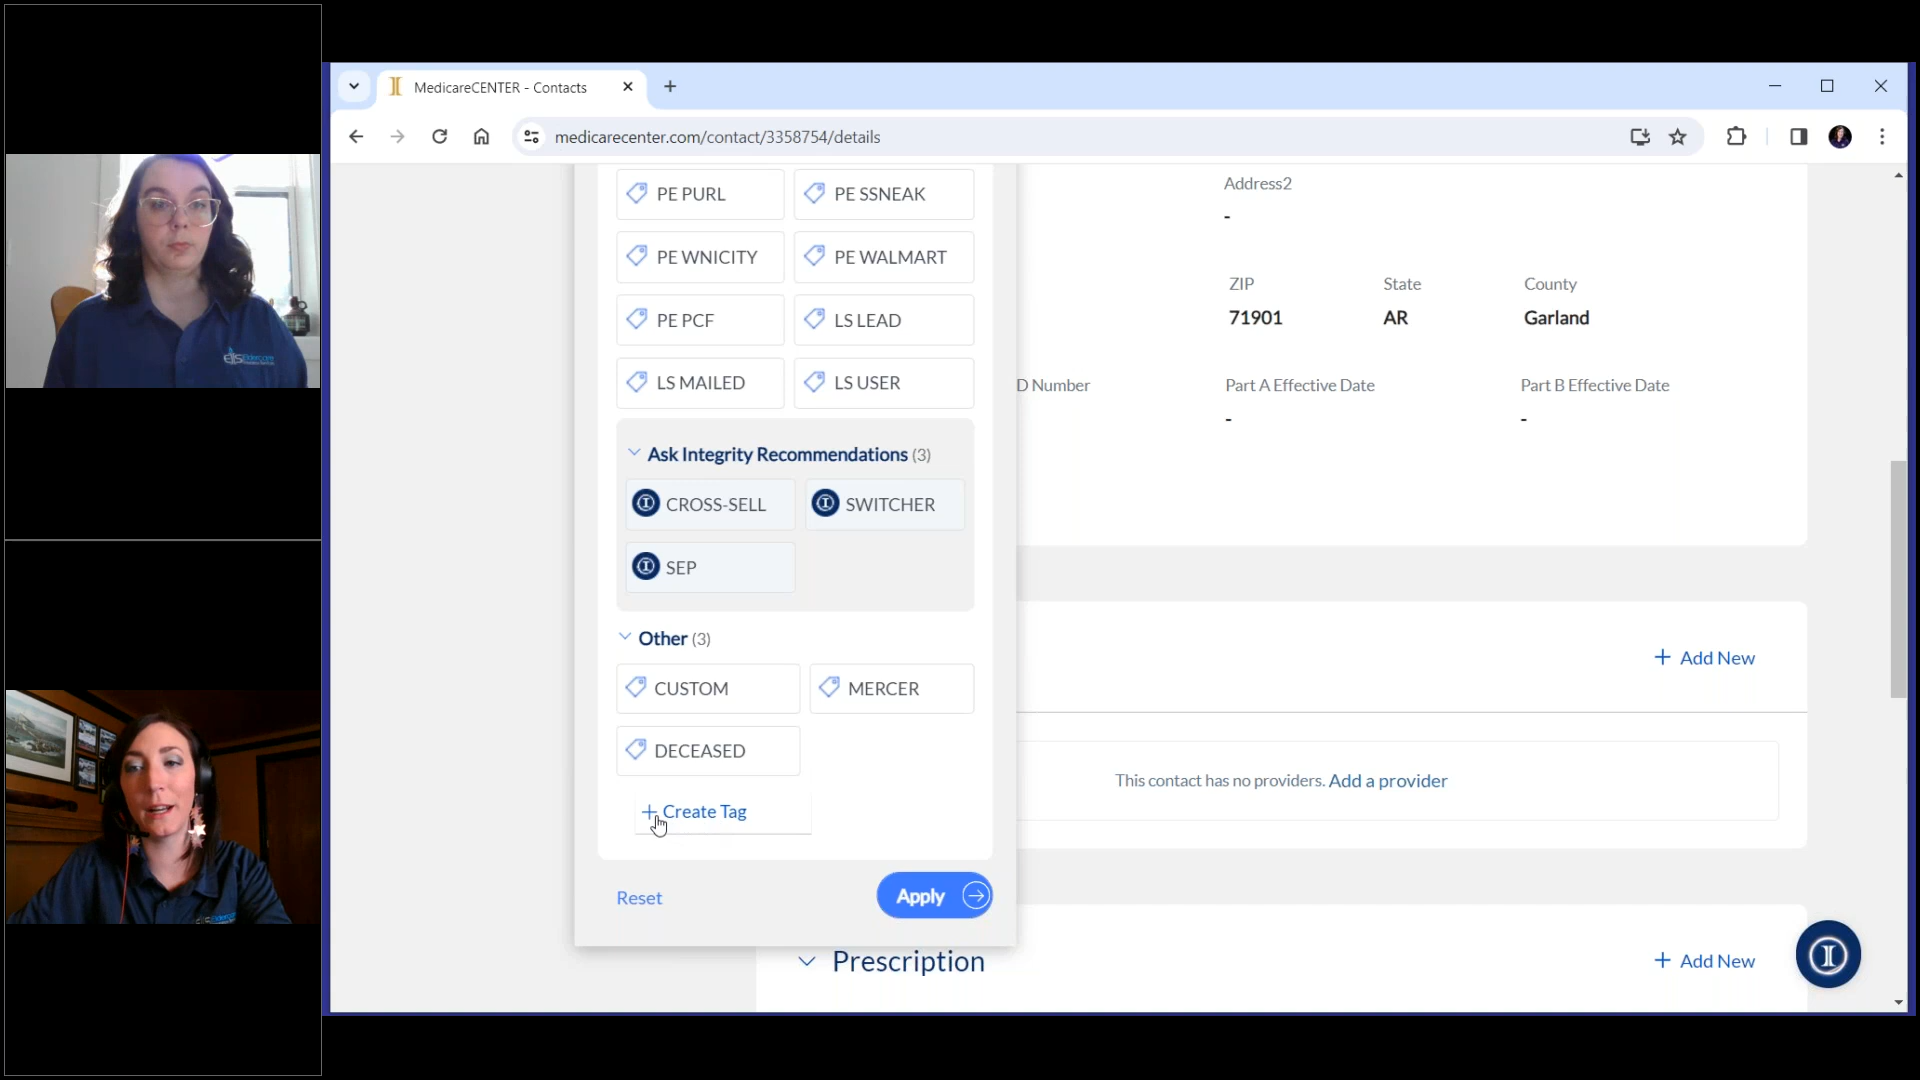 MedicareCENTER - Contacts
medicarecenter.com/contact/3358754/details
PE PURL
PE SSNEAK
PE WNICITY
PE WALMART
PE PCF
LS LEAD
LS MAILED
LS USER
Ask Integrity Recommendations (3)
CROSS-SELL
SWITCHER
SEP
Other (3)
CUSTOM
MERCER
DECEASED
+ Create Tag
Reset
Apply
Address2
-
ZIP
State
County
71901
AR
Garland
D Number
Part A Effective Date
Part B Effective Date
-
-
+ Add New
This contact has no providers. Add a provider
Prescription
+ Add New